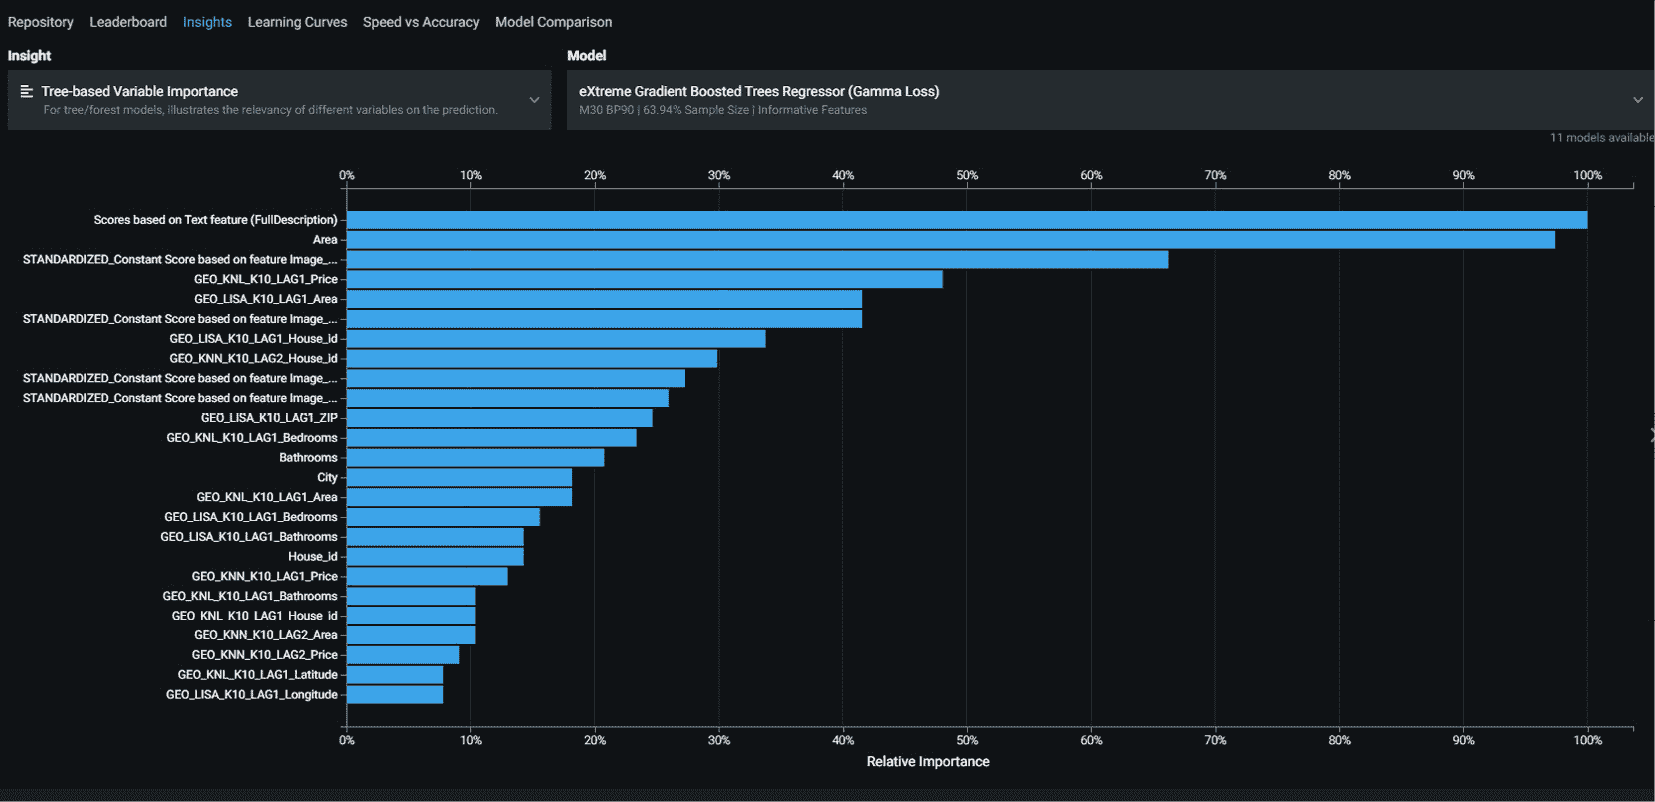 Repository Leaderboard Insights Learning Curves Speed vs Accuracy Model Comparison
Insight
Model
Tree-based Variable Importance
For tree/forest models, illustrates the relevancy of different variables on the prediction.
eXtreme Gradient Boosted Trees Regressor (Gamma Loss)
M30 BP90 | 63.94% Sample Size | Informative Features
11 models available
0% 10% 20% 30% 40% 50% 60% 70% 80% 90% 100%
Scores based on Text feature (FullDescription)
Area
STANDARDIZED_Constant Score based on feature Image_...
GEO_KNL_K10_LAG1_Price
GEO_LISA_K10_LAG1_Area
STANDARDIZED_Constant Score based on feature Image_...
GEO_LISA_K10_LAG1_House_id
GEO_KNN_K10_LAG2_House_id
STANDARDIZED_Constant Score based on feature Image_...
STANDARDIZED_Constant Score based on feature Image_...
GEO_LISA_K10_LAG1_ZIP
GEO_KNL_K10_LAG1_Bedrooms
Bathrooms
City
GEO_KNL_K10_LAG1_Area
GEO_LISA_K10_LAG1_Bedrooms
GEO_LISA_K10_LAG1_Bathrooms
House_id
GEO_KNN_K10_LAG1_Price
GEO_KNL_K10_LAG1_Bathrooms
GEO_KNL_K10_LAG1_House_id
GEO_KNN_K10_LAG2_Area
GEO_KNN_K10_LAG2_Price
GEO_KNL_K10_LAG1_Latitude
GEO_LISA_K10_LAG1_Longitude
0% 10% 20% 30% 40% 50% 60% 70% 80% 90% 100%
Relative Importance